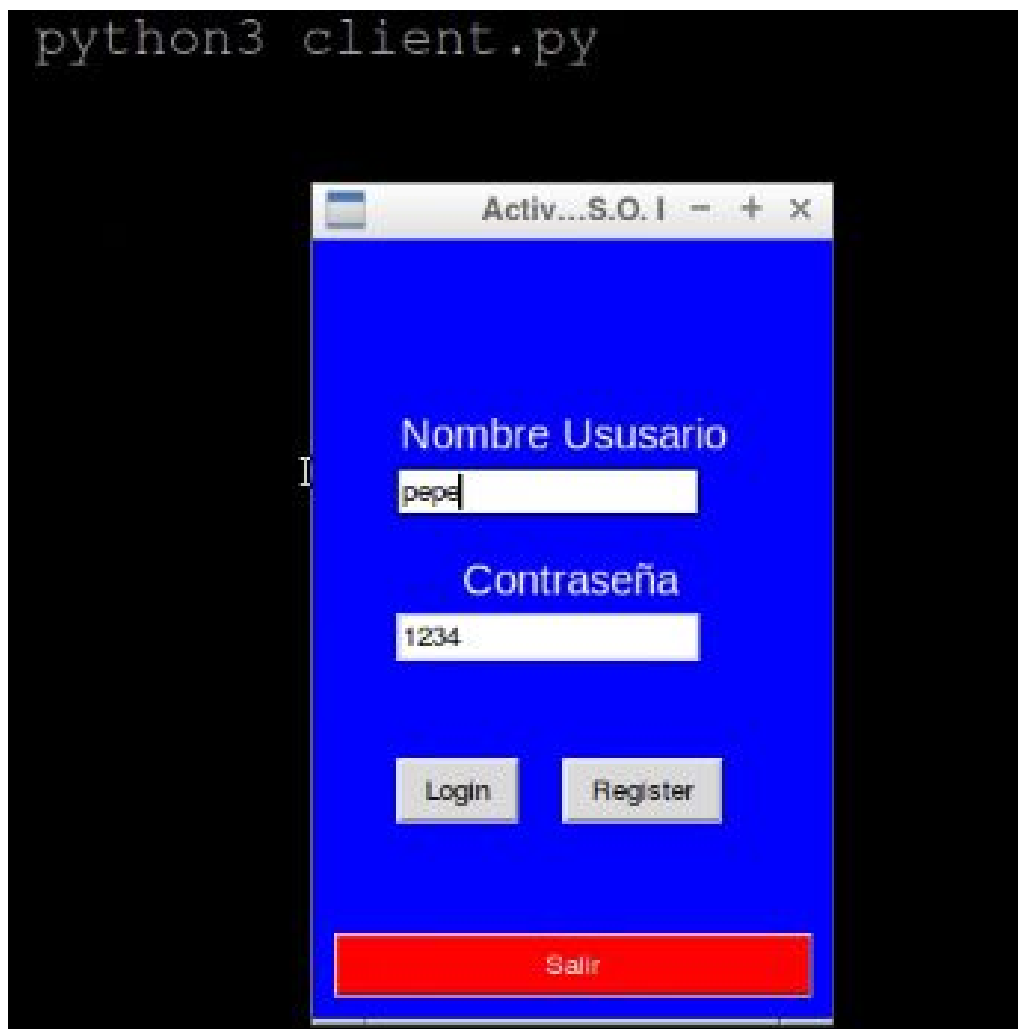 python3 client.py
Activ...S.O. I
Nombre Ususario
pepe
Contraseña
1234
Login Register
Salir